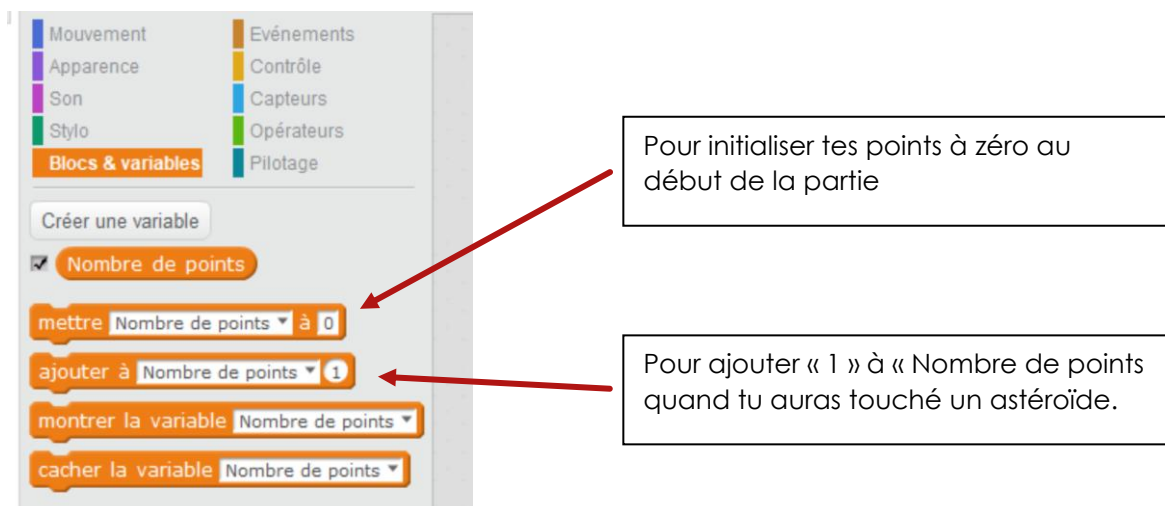 Mouvement
Evénements
Apparence
Contrôle
Son
Capteurs
Stylo
Opérateurs
Blocs & variables
Pilotage
Créer une variable
Nombre de points
mettre Nombre de points à 0
ajouter à Nombre de points 1
montrer la variable Nombre de points
cacher la variable Nombre de points
Pour initialiser tes points à zéro au
début de la partie
Pour ajouter « 1 » à « Nombre de points
quand tu auras touché un astéroïde.